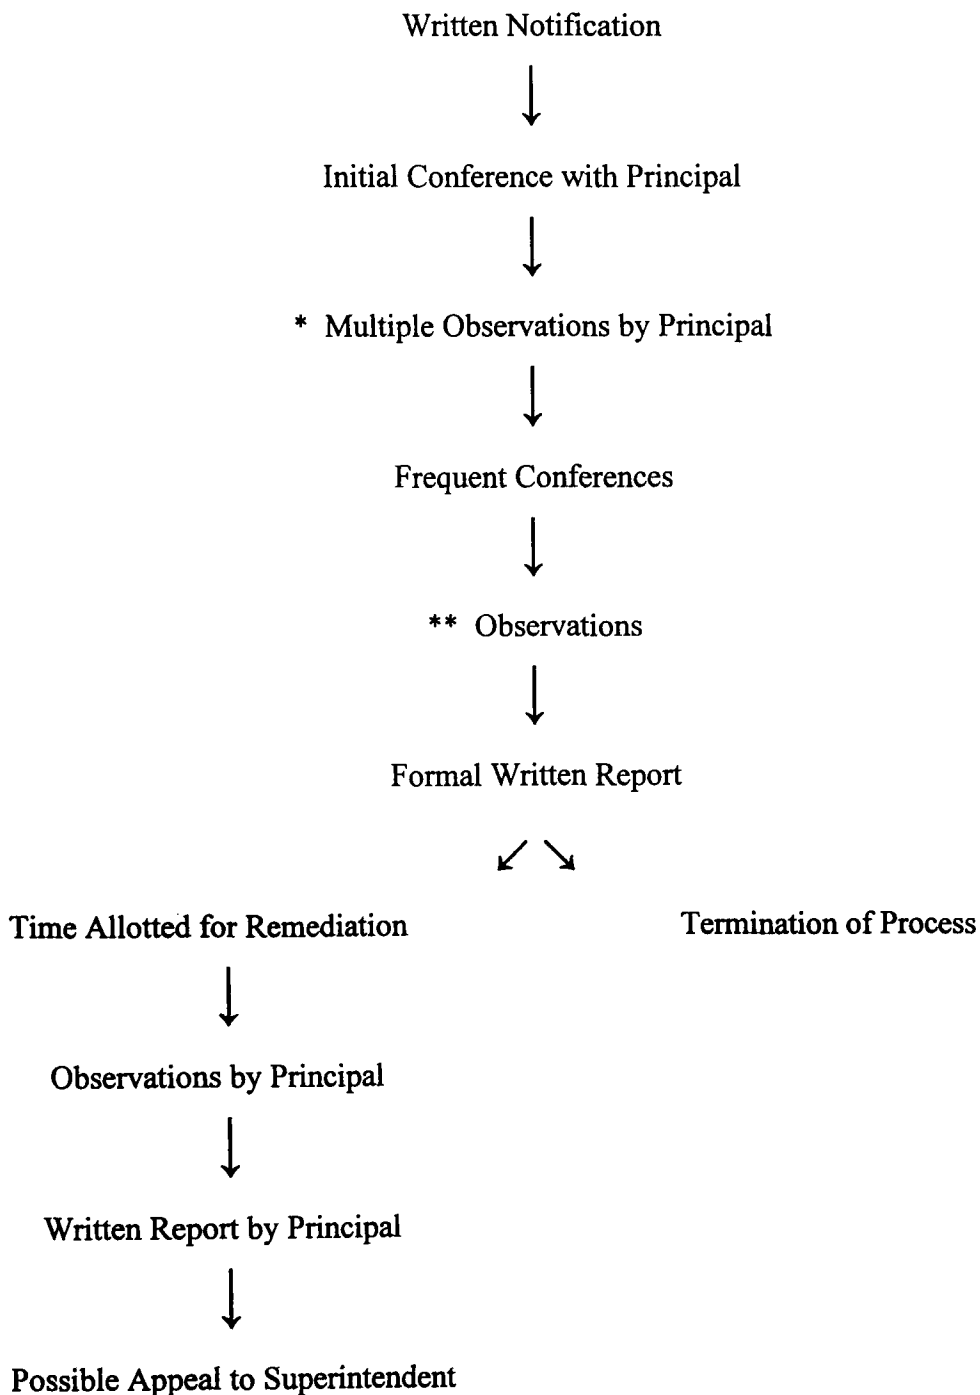 Written Notification
Initial Conference with Principal
* Multiple Observations by Principal
Frequent Conferences
** Observations
Formal Written Report
Time Allotted for Remediation Termination of Process
Observations by Principal
Written Report by Principal
Possible Appeal to Superintendent